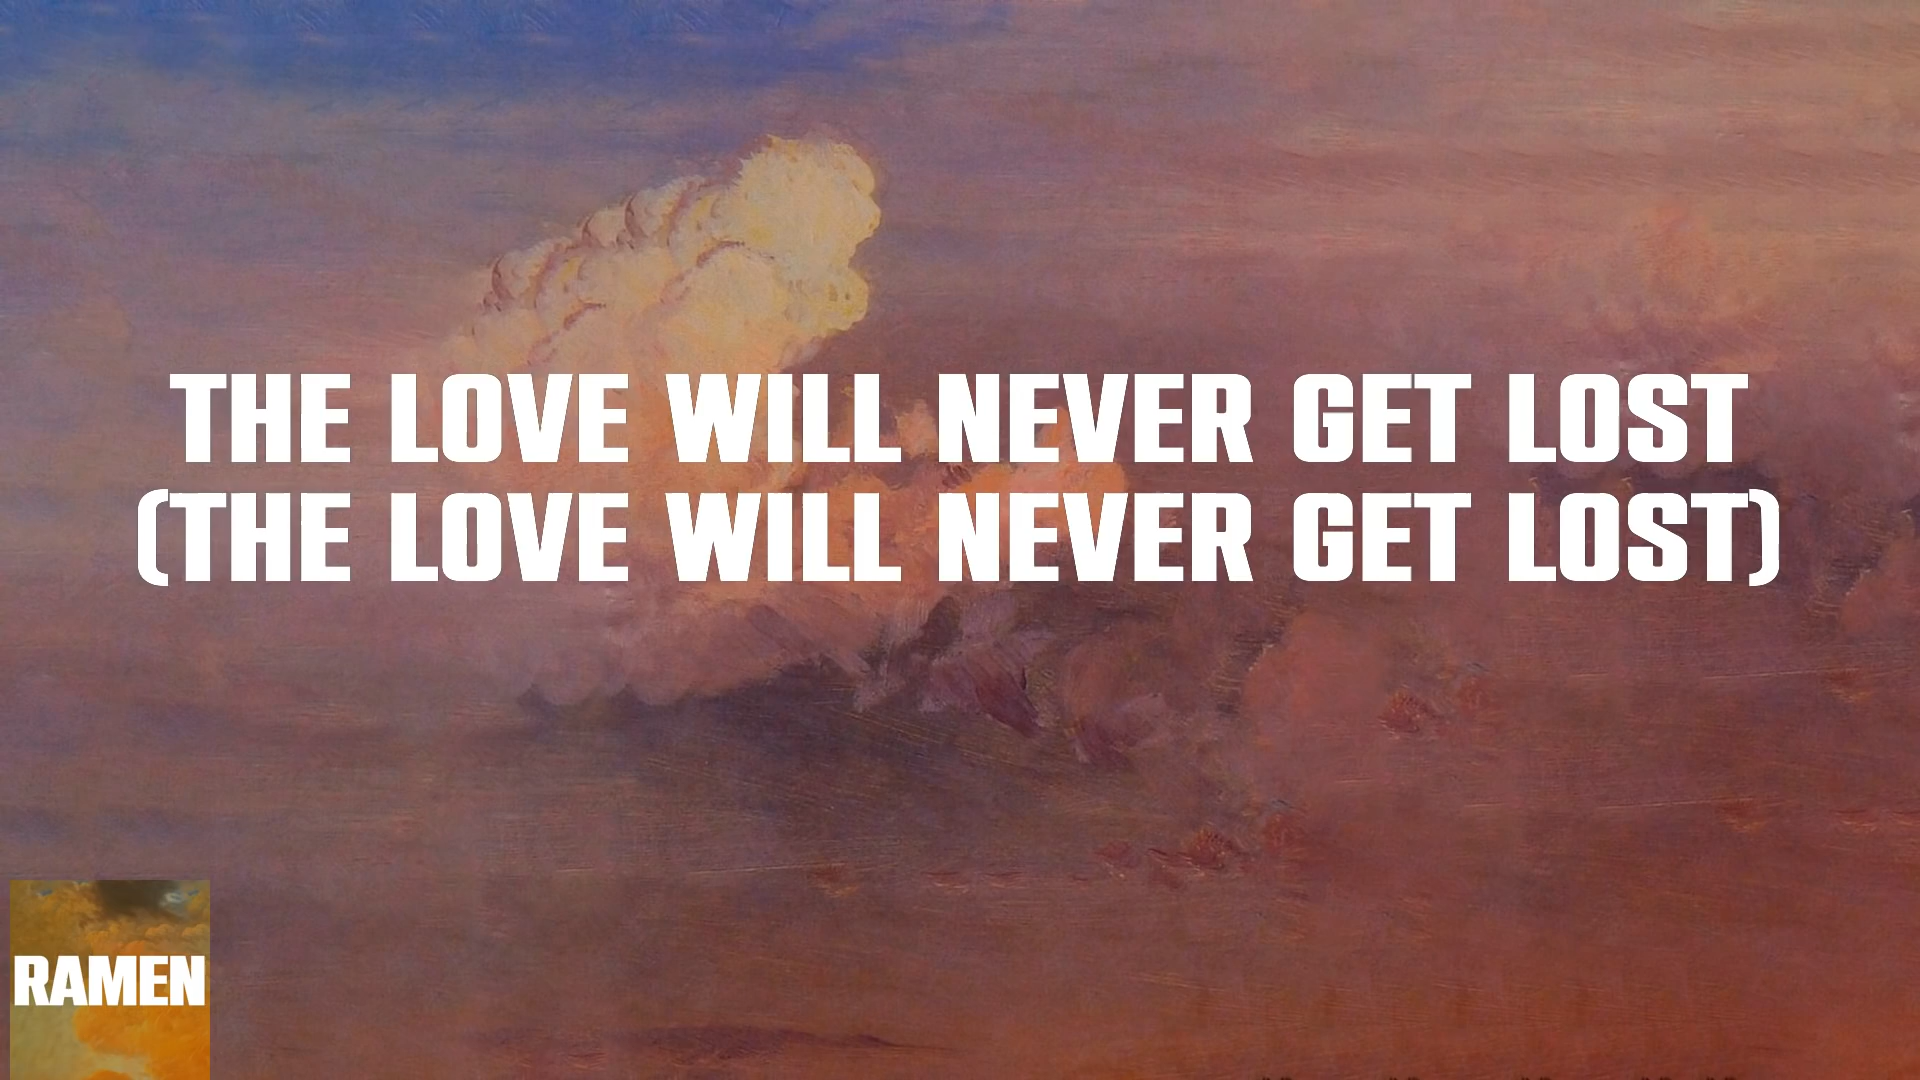 THE LOVE WILL NEVER GET LOST
(THE LOVE WILL NEVER GET LOST)
RAMEN